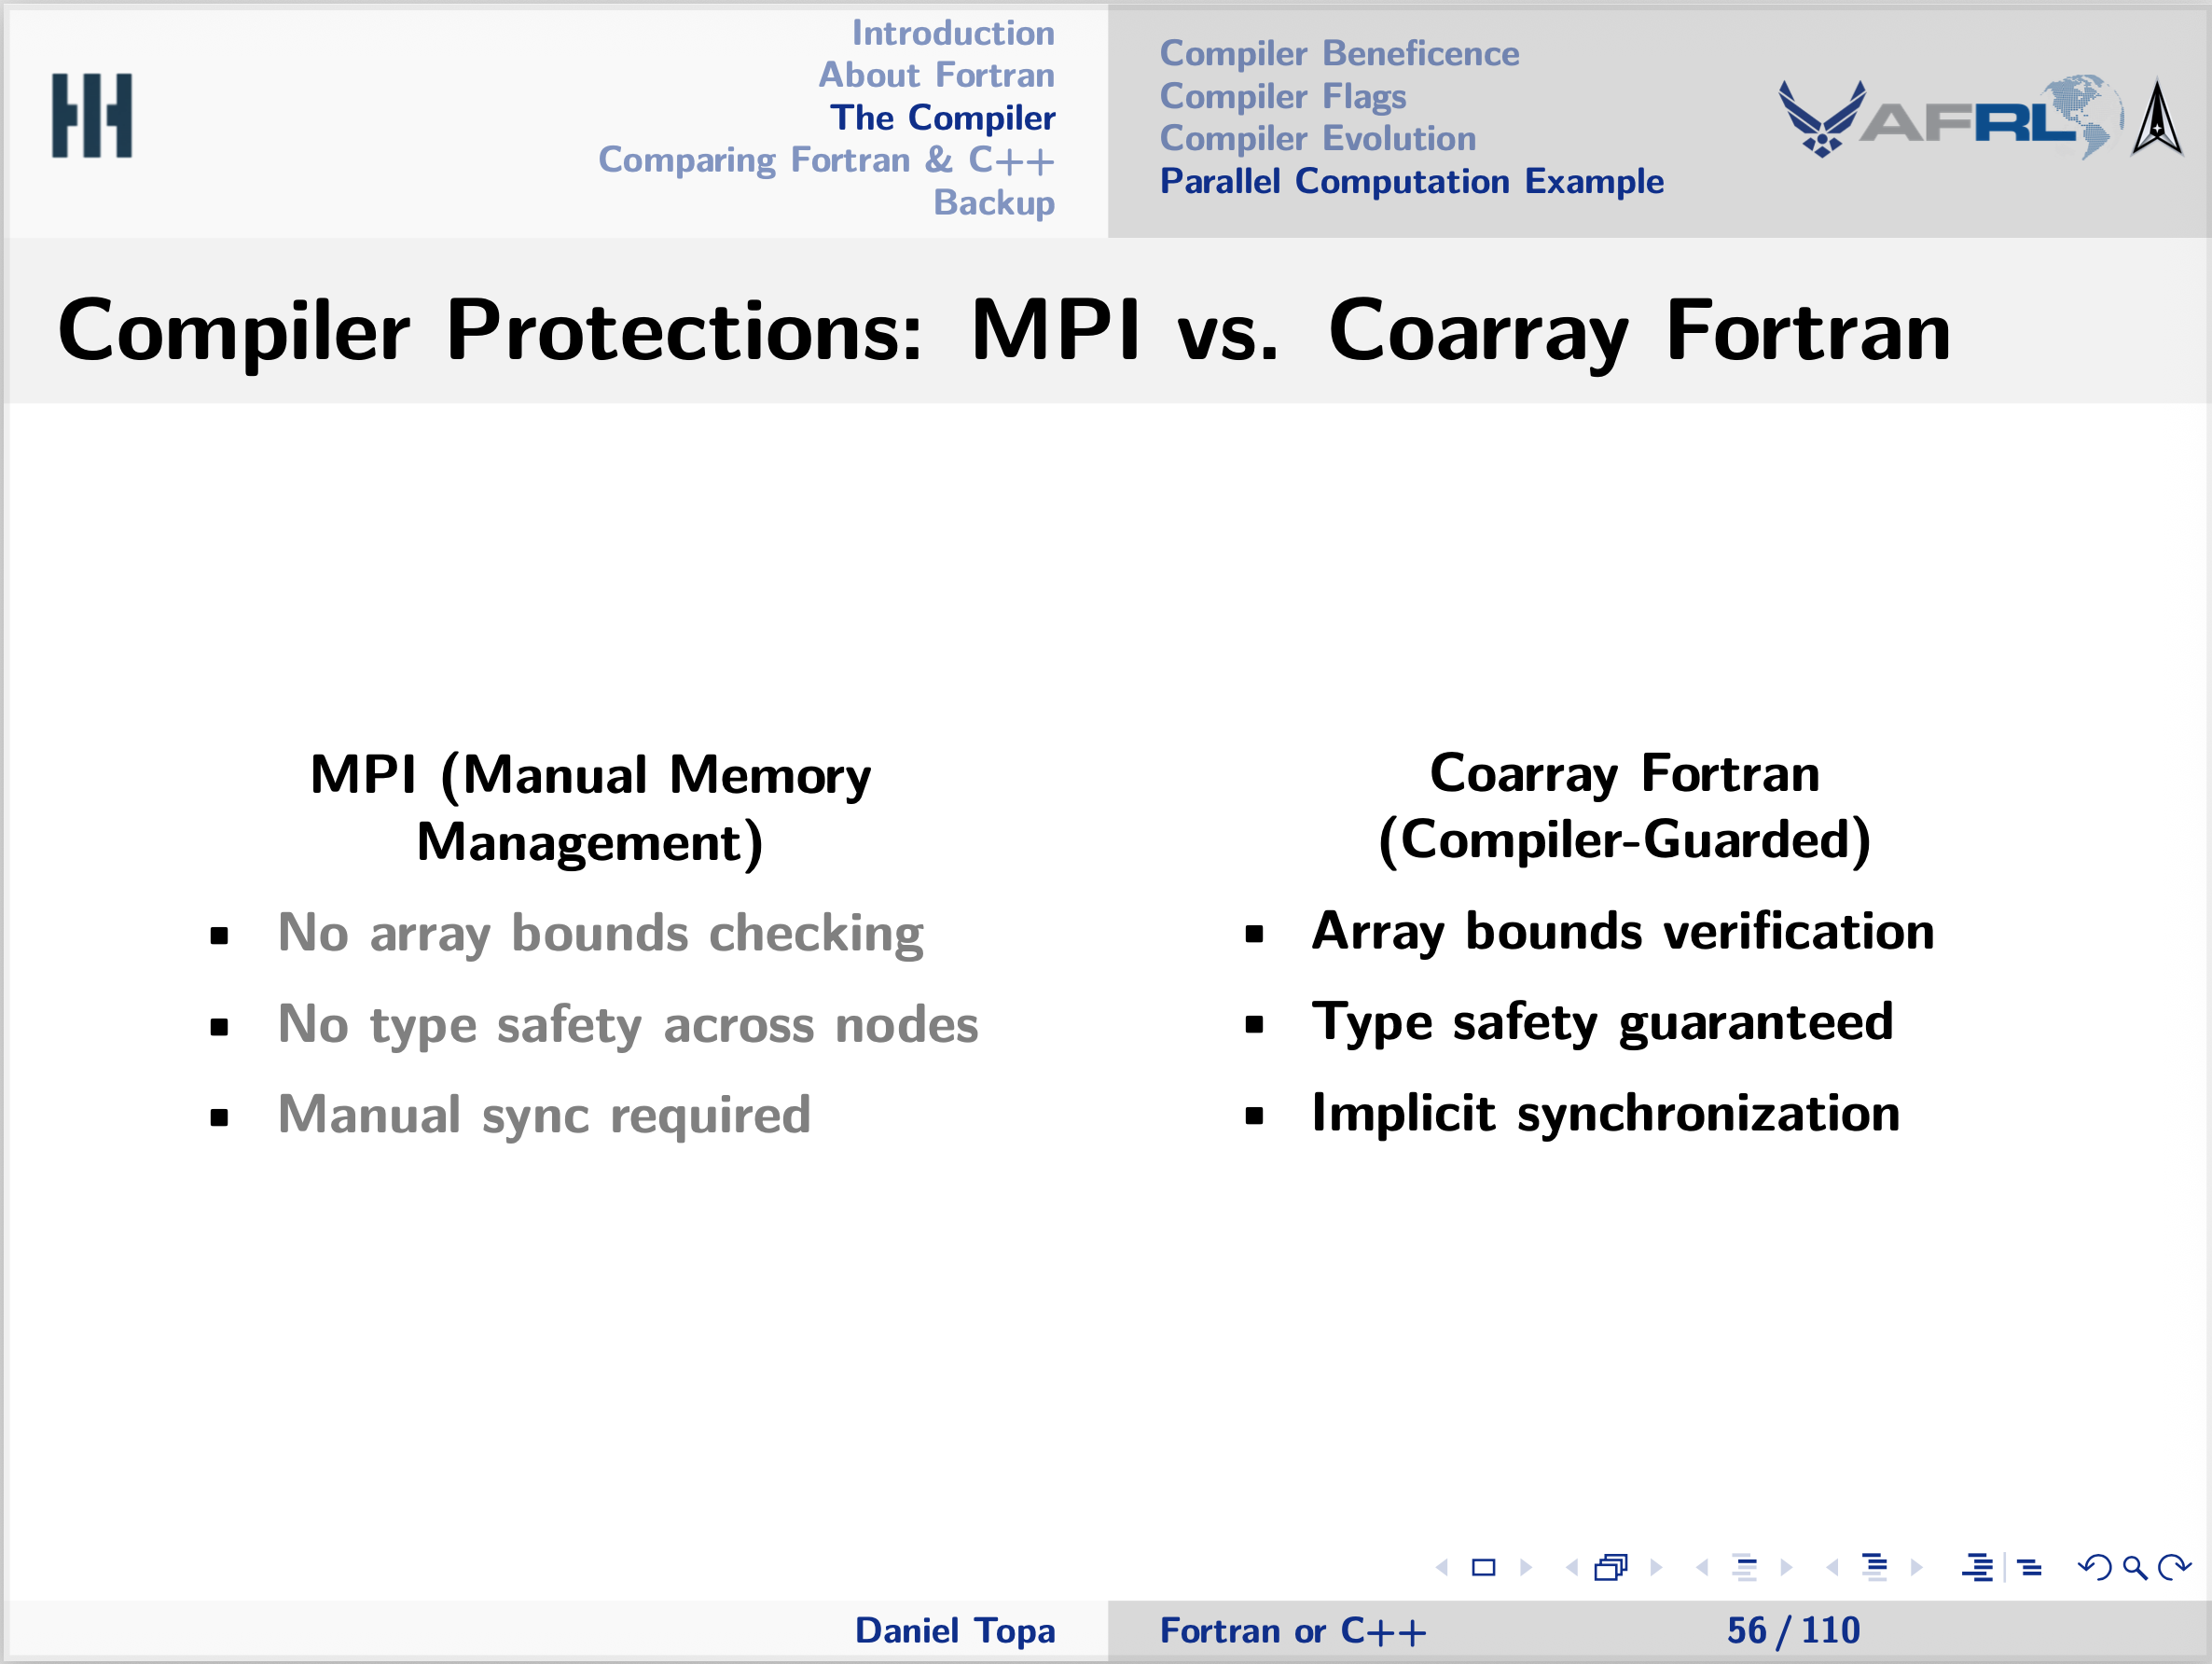 Introduction
About Fortran
The Compiler
Comparing Fortran & C++
Backup
Compiler Beneficence
Compiler Flags
Compiler Evolution
Parallel Computation Example
AFRL
Compiler Protections: MPI vs. Coarray Fortran
MPI (Manual Memory
Management)
▪ No array bounds checking
▪ No type safety across nodes
▪ Manual sync required
Coarray Fortran
(Compiler-Guarded)
▪ Array bounds verification
▪ Type safety guaranteed
▪ Implicit synchronization
Daniel Topa
Fortran or C++
56 / 110